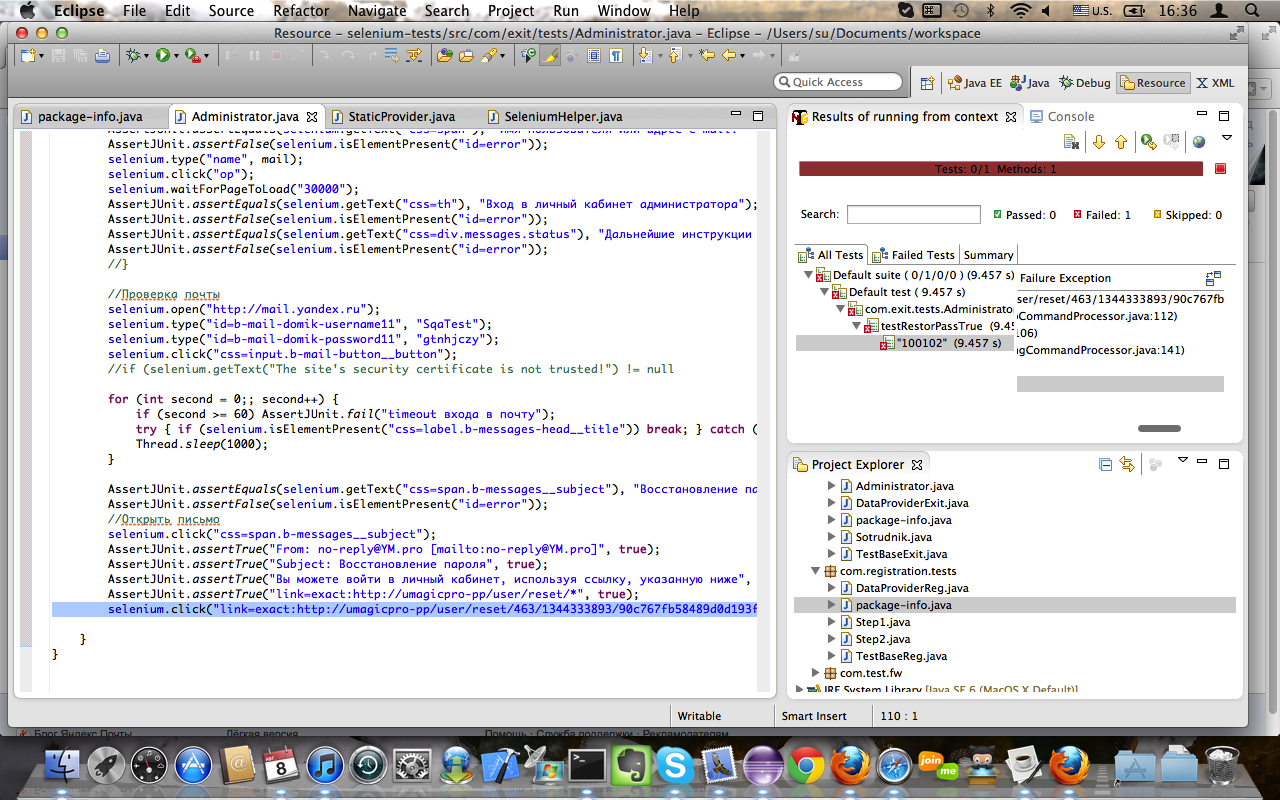 Eclipse File Edit Source Refactor Navigate Search Project Run Window Help U.S. 16:36
Resource - selenium-tests/src/com/exit/tests/Administrator.java - Eclipse - /Users/su/Documents/workspace
Quick Access Java EE Java Debug Resource XML
package-info.java Administrator.java StaticProvider.java SeleniumHelper.java
AssertJUnit.assertEquals(selenium.getText("css=span"), "Имя пользователя или адрес e-mail:
AssertJUnit.assertFalse(selenium.isElementPresent("id=error"));
selenium.type("name", mail);
selenium.click("op");
selenium.waitForPageToLoad("30000");
AssertJUnit.assertEquals(selenium.getText("css=th"), "Вход в личный кабинет администратора");
AssertJUnit.assertFalse(selenium.isElementPresent("id=error"));
AssertJUnit.assertEquals(selenium.getText("css=div.messages.status"), "Дальнейшие инструкции
AssertJUnit.assertFalse(selenium.isElementPresent("id=error"));
//}
//Проверка почты
selenium.open("http://mail.yandex.ru");
selenium.type("id=b-mail-domik-username11", "SqaTest");
selenium.type("id=b-mail-domik-password11", "gtnhjczy");
selenium.click("css=input.b-mail-button__button");
//if (selenium.getText("The site's security certificate is not trusted!") != null
for (int second = 0;; second++) {
if (second >= 60) AssertJUnit.fail("timeout входа в почту");
try { if (selenium.isElementPresent("css=label.b-messages-head__title")) break; } catch (
Thread.sleep(1000);
}
AssertJUnit.assertEquals(selenium.getText("css=span.b-messages__subject"), "Восстановление па
AssertJUnit.assertFalse(selenium.isElementPresent("id=error"));
//Открыть письмо
selenium.click("css=span.b-messages__subject");
AssertJUnit.assertTrue("From: no-reply@YM.pro [mailto:no-reply@YM.pro]", true);
AssertJUnit.assertTrue("Subject: Восстановление пароля", true);
AssertJUnit.assertTrue("Вы можете войти в личный кабинет, используя ссылку, указанную ниже",
AssertJUnit.assertTrue("link=exact:http://umagicpro-pp/user/reset/*", true);
selenium.click("link=exact:http://umagicpro-pp/user/reset/463/1344333893/90c767fb58489d0d193f
}
}
Results of running from context Console
Tests: 0/1 Methods: 1
Search: Passed: 0 Failed: 1 Skipped: 0
All Tests Failed Tests Summary
Default suite ( 0/1/0/0 ) (9.457 s)
Default test ( 9.457 s)
com.exit.tests.Administrato
testRestorPassTrue (9.45
"100102" (9.457 s)
Failure Exception
ser/reset/463/1344333893/90c767fb
CommandProcessor.java:112)
106)
gCommandProcessor.java:141)
Project Explorer
Administrator.java
DataProviderExit.java
package-info.java
Sotrudnik.java
TestBaseExit.java
com.registration.tests
DataProviderReg.java
package-info.java
Step1.java
Step2.java
TestBaseReg.java
com.test.fw
JRE System Library [Java SE 6 (MacOS X Default)]
Writable Smart Insert 110 : 1
Блог Яндекс.Почты Лёгкая версия Помощь · Служба поддержки · Рекламодателям
8
join me